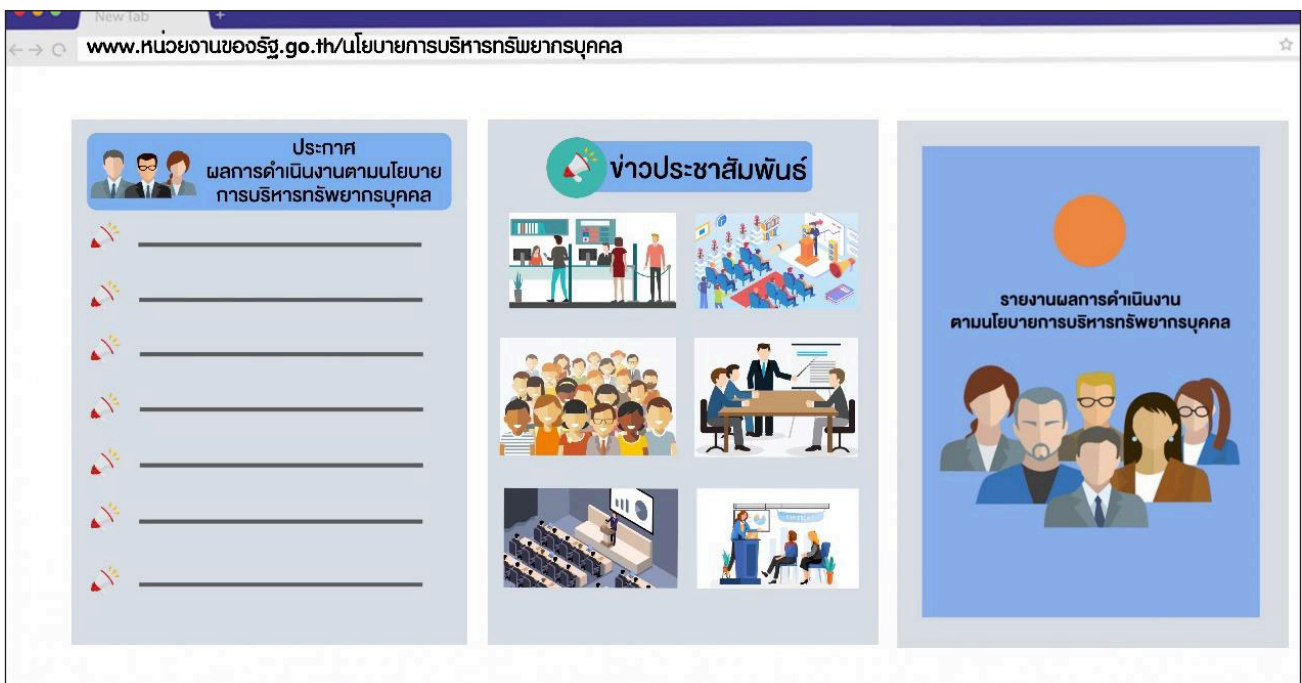 New Tab
+
www.หน่วยงานของรัฐ.go.th/นโยบายการบริหารทรัพยากรบุคคล
ประกาศ
ผลการดำเนินงานตามนโยบาย
การบริหารทรัพยากรบุคคล
ข่าวประชาสัมพันธ์
รายงานผลการดำเนินงาน
ตามนโยบายการบริหารทรัพยากรบุคคล